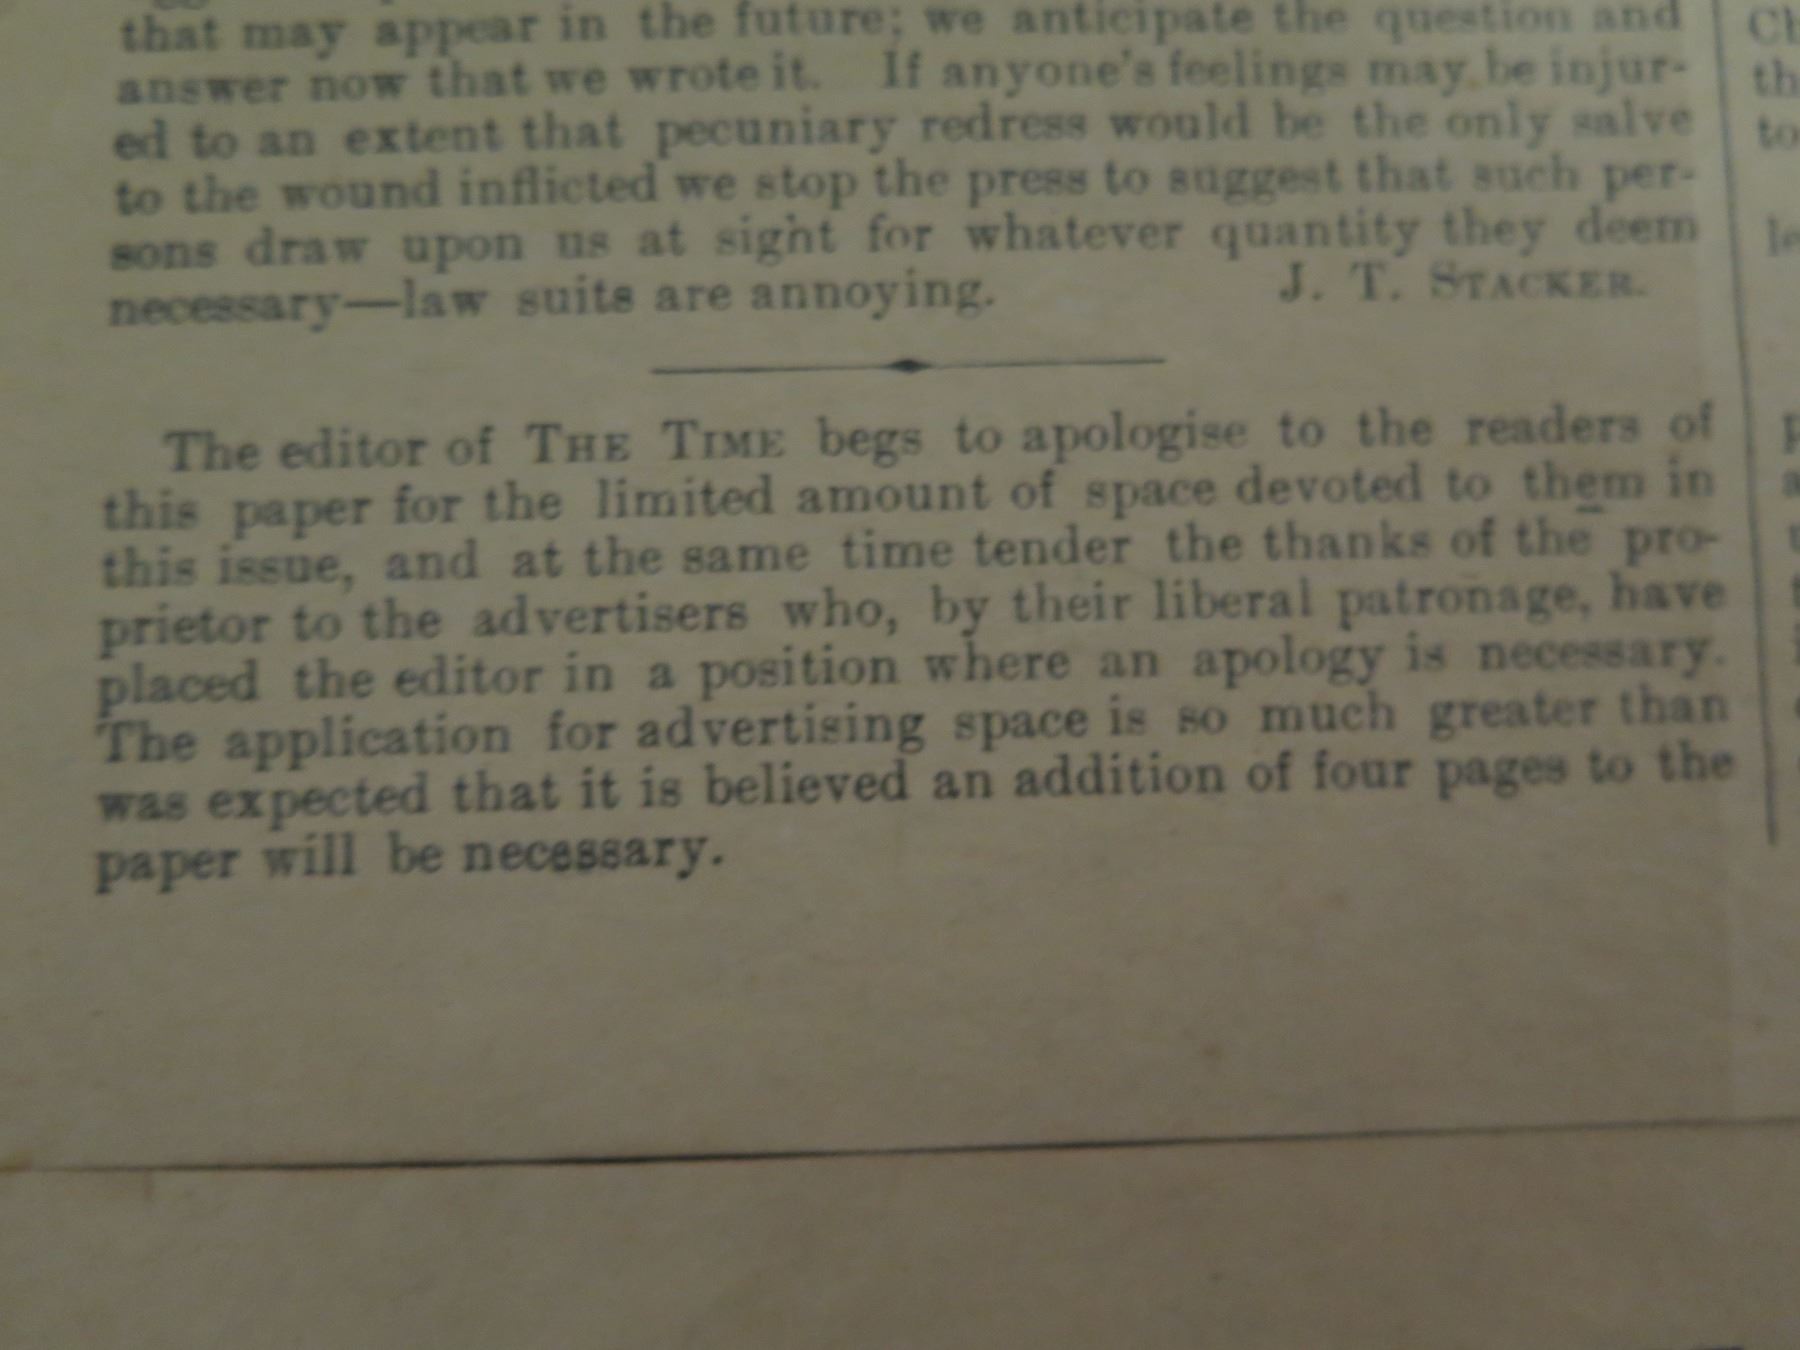 that may appear in the future; we anticipate the question and
answer now that we wrote it. If anyone's feelings may be injur-
ed to an extent that pecuniary redress would be the only salve
to the wound inflicted we stop the press to suggest that such per-
sons draw upon us at sight for whatever quantity they deem
necessary—law suits are annoying. J. T. STACKER.
The editor of THE TIME begs to apologise to the readers of
this paper for the limited amount of space devoted to them in
this issue, and at the same time tender the thanks of the pro-
prietor to the advertisers who, by their liberal patronage, have
placed the editor in a position where an apology is necessary.
The application for advertising space is so much greater than
was expected that it is believed an addition of four pages to the
paper will be necessary.